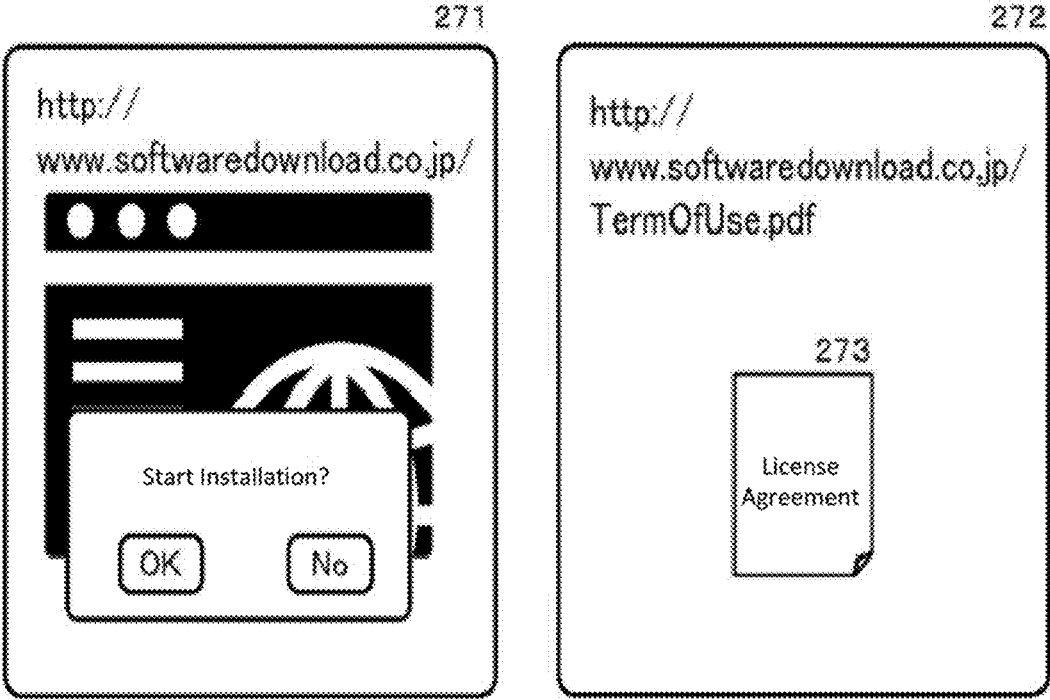 271
http://
www.softwaredownload.co.jp/
Start Installation?
OK
No
272
http://
www.softwaredownload.co.jp/
TermOfUse.pdf
273
License
Agreement